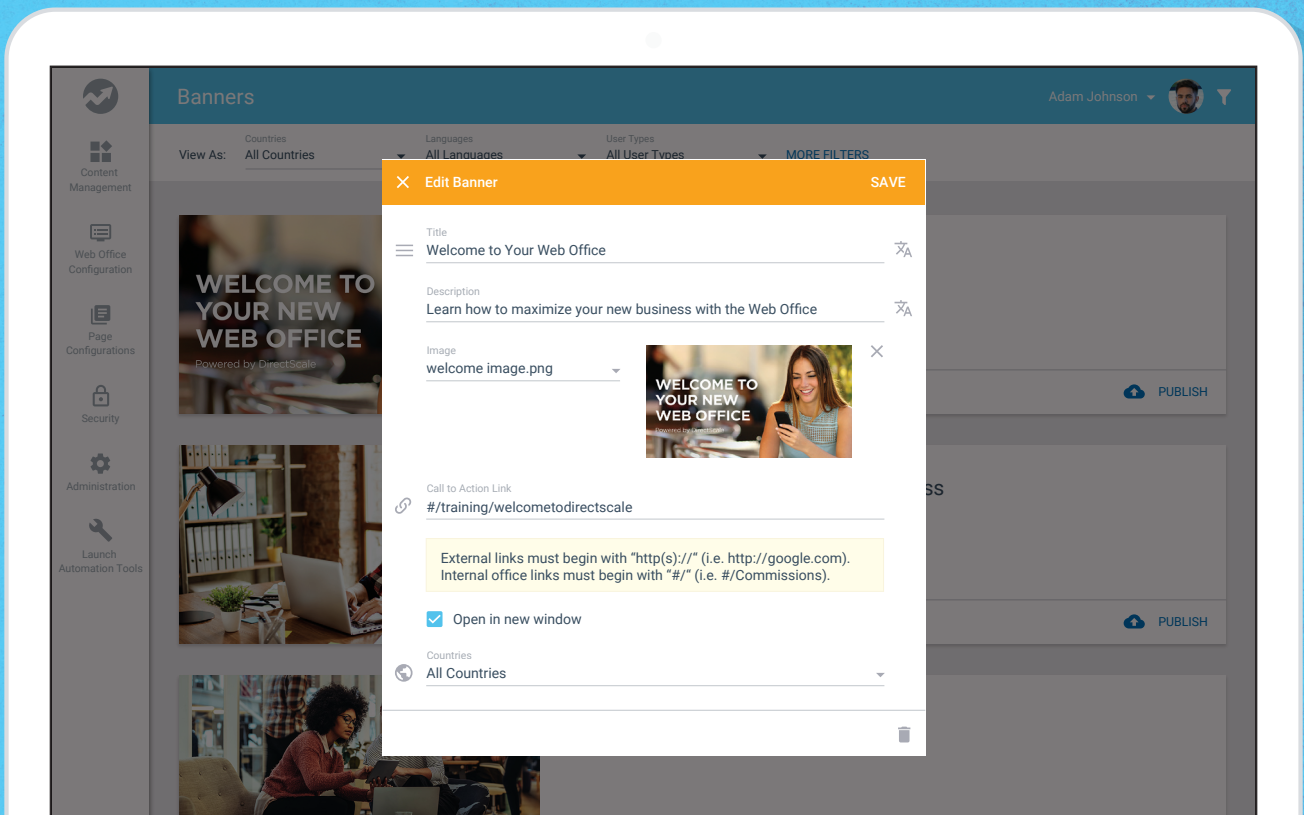 Banners
Adam Johnson
Content
Management
Web Office
Configuration
Page
Configurations
Security
Administration
Launch
Automation Tools
View As:
Countries
All Countries
Languages
All Languages
User Types
All User Types
MORE FILTERS
WELCOME TO
YOUR NEW
WEB OFFICE
Powered by DirectScale
PUBLISH
SS
PUBLISH
Edit Banner
SAVE
Title
Welcome to Your Web Office
Description
Learn how to maximize your new business with the Web Office
Image
welcome image.png
WELCOME TO
YOUR NEW
WEB OFFICE
Powered by DirectScale
Call to Action Link
#/training/welcometodirectscale
External links must begin with “http(s)://“ (i.e. http://google.com).
Internal office links must begin with “#/“ (i.e. #/Commissions).
Open in new window
Countries
All Countries